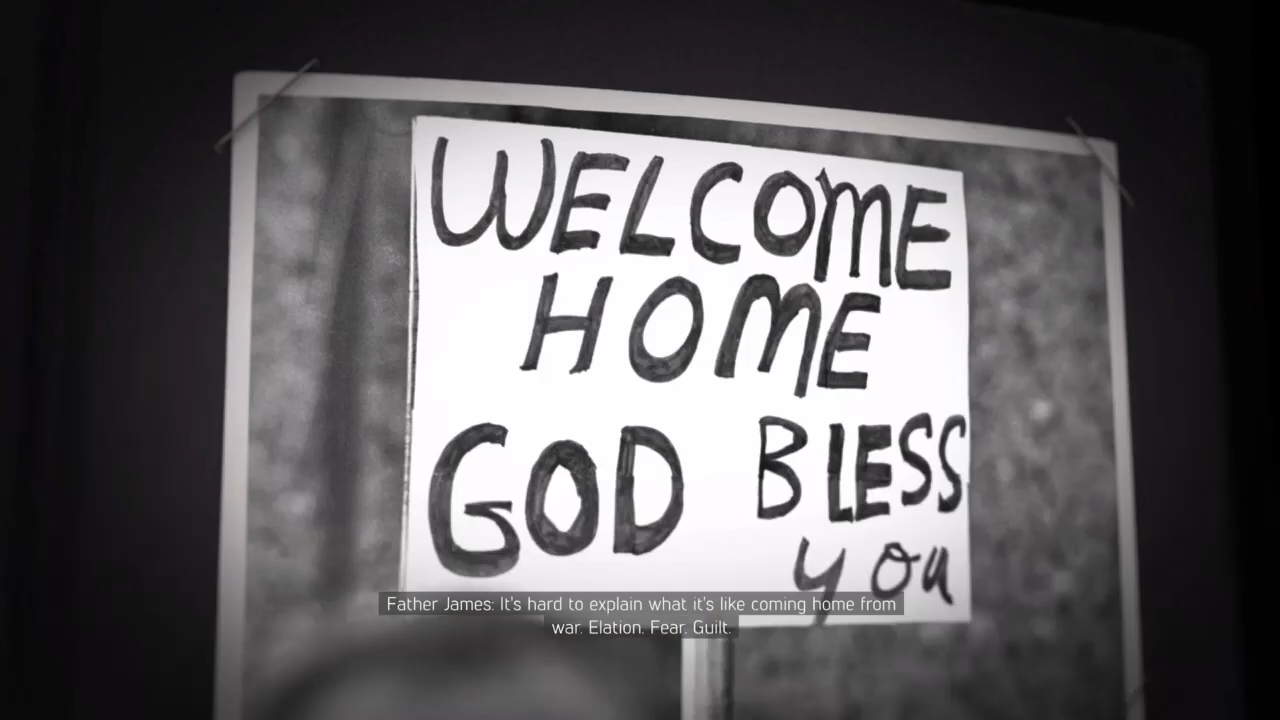 WELCOME
HOME
GOD BLESS
you
Father James: It's hard to explain what it's like coming home from
war. Elation. Fear. Guilt.